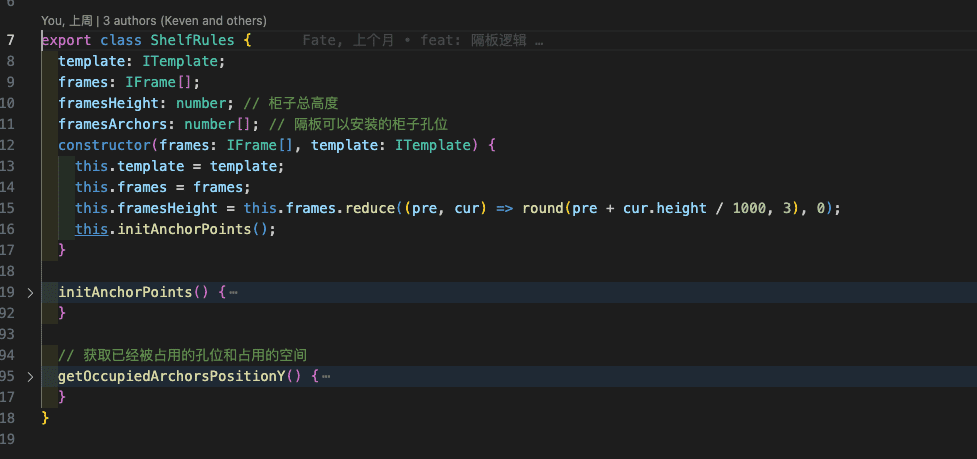 6
You, 上周 | 3 authors (Keven and others)
7 export class ShelfRules { Fate, 上个月 • feat: 隔板逻辑 …
8 template: ITemplate;
9 frames: IFrame[];
10 framesHeight: number; // 柜子总高度
11 framesArchors: number[]; // 隔板可以安装的柜子孔位
12 constructor(frames: IFrame[], template: ITemplate) {
13 this.template = template;
14 this.frames = frames;
15 this.framesHeight = this.frames.reduce((pre, cur) => round(pre + cur.height / 1000, 3), 0);
16 this.initAnchorPoints();
17 }
18
19 initAnchorPoints() {…
92 }
93
94 // 获取已经被占用的孔位和占用的空间
95 getOccupiedArchorsPositionY() {…
17 }
18 }
19